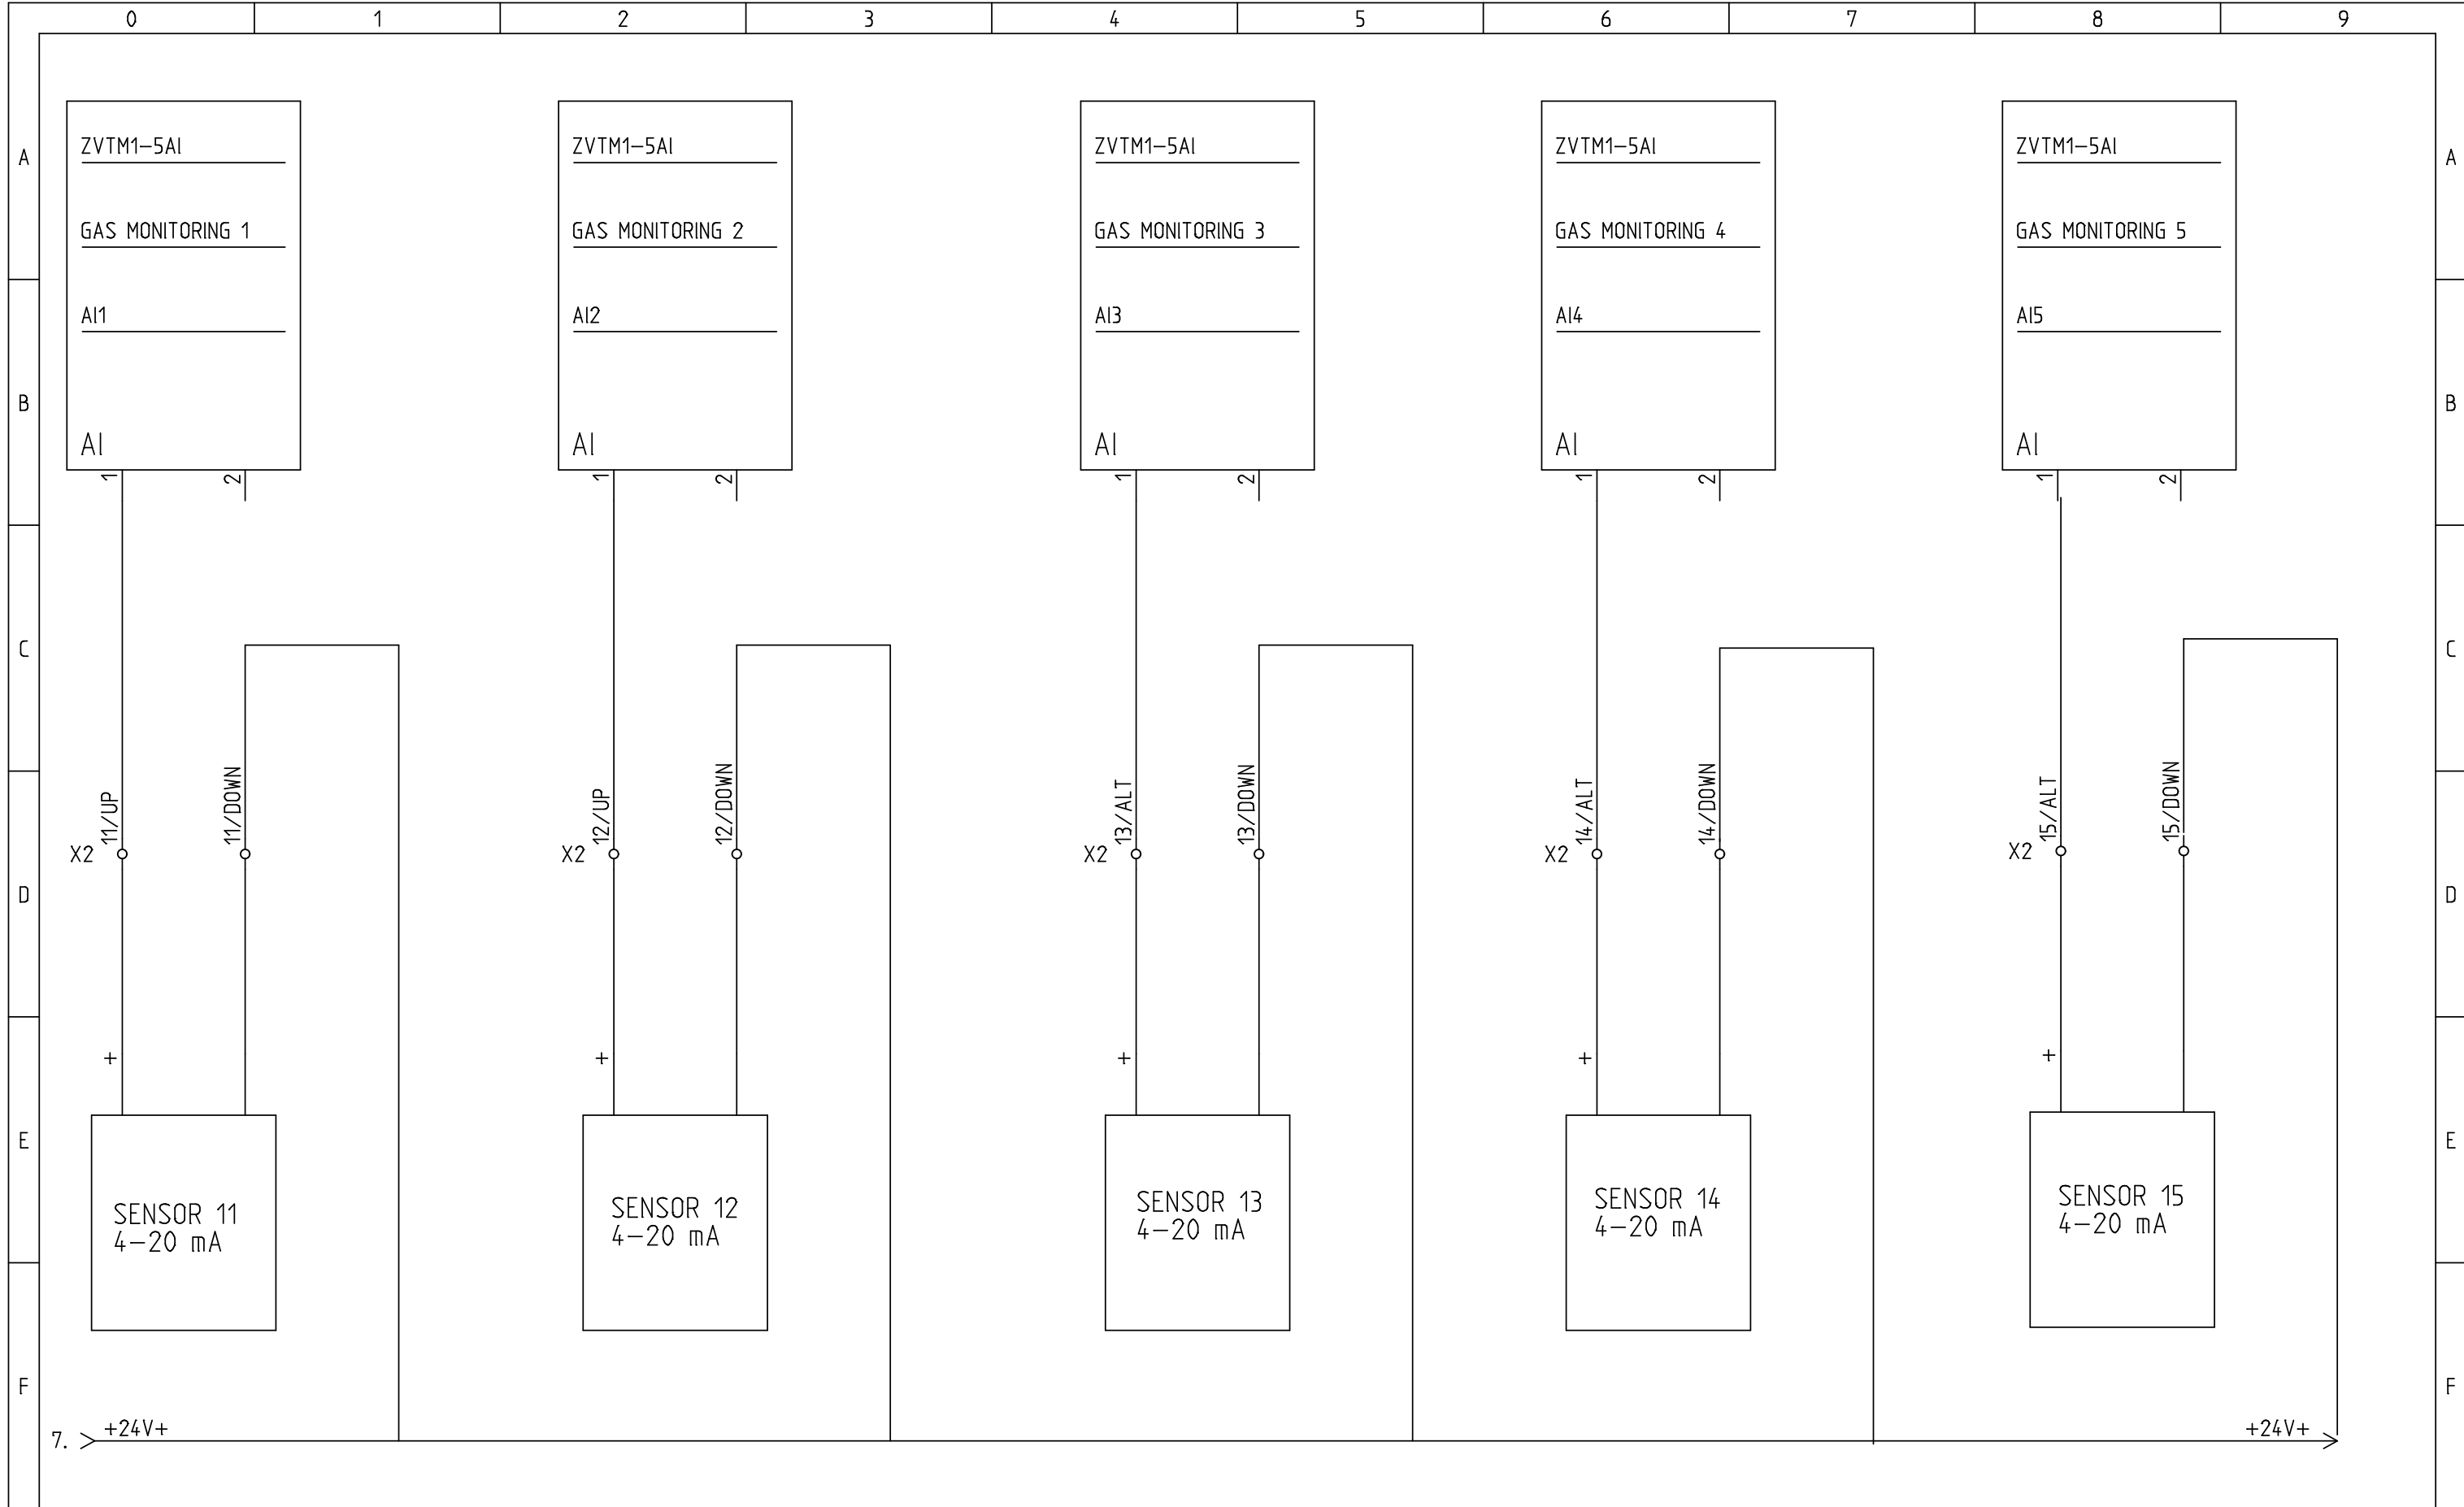 0 1 2 3 4 5 6 7 8 9
A A
ZVTM1-5AI ZVTM1-5AI ZVTM1-5AI ZVTM1-5AI ZVTM1-5AI
GAS MONITORING 1 GAS MONITORING 2 GAS MONITORING 3 GAS MONITORING 4 GAS MONITORING 5
AI1 AI2 AI3 AI4 AI5
B B
AI AI AI AI AI
1 2 1 2 1 2 1 2 1 2
C C
11/UP 11/DOWN 12/UP 12/DOWN 13/ALT 13/DOWN 14/ALT 14/DOWN 15/ALT 15/DOWN
X2 X2 X2 X2 X2
D D
+ + + + +
E E
SENSOR 11 SENSOR 12 SENSOR 13 SENSOR 14 SENSOR 15
4-20 mA 4-20 mA 4-20 mA 4-20 mA 4-20 mA
F F
+24V+ +24V+
7.